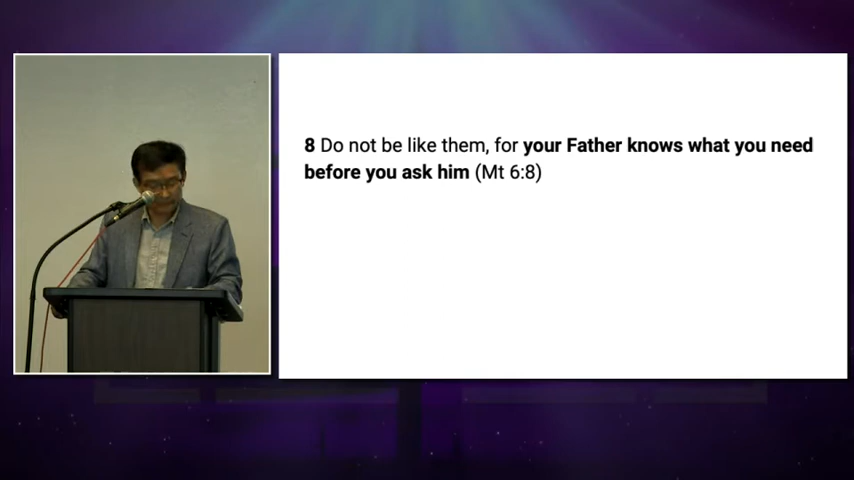 8 Do not be like them, for your Father knows what you need
before you ask him (Mt 6:8)